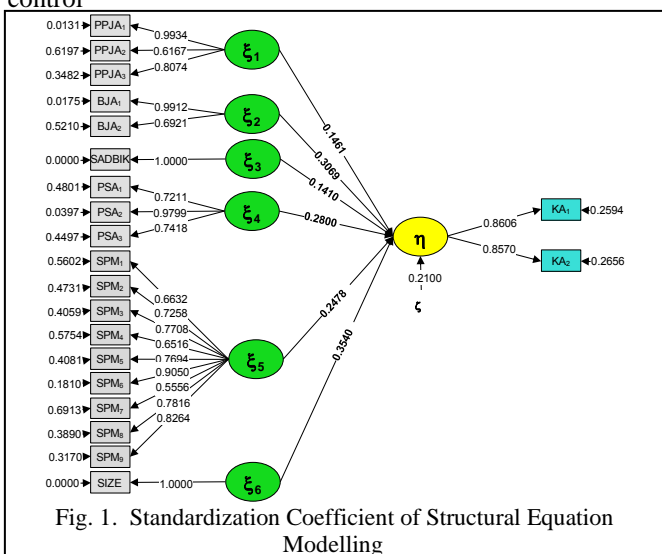 control
0.0131 PPJA₁ 0.9934
0.6197 PPJA₂ 0.6167 ξ₁
0.3482 PPJA₃ 0.8074
0.0175 BJA₁ 0.9912 ξ₂ 0.1461
0.5210 BJA₂ 0.6921 0.3069
0.0000 SADBIK 1.0000 ξ₃ 0.1410
0.4801 PSA₁ 0.7211 ξ₄ 0.2800 KA₁ 0.2594
0.0397 PSA₂ 0.9799 0.8606
0.4497 PSA₃ 0.7418 η 0.8570
0.5602 SPM₁ 0.6632 0.2100 KA₂ 0.2656
0.4731 SPM₂ 0.7258 0.2478 ζ
0.4059 SPM₃ 0.7708
0.5754 SPM₄ 0.6516 ξ₅ 0.3540
0.4081 SPM₅ 0.7694
0.1810 SPM₆ 0.9050
0.6913 SPM₇ 0.5556
0.3890 SPM₈ 0.7816
0.3170 SPM₉ 0.8264
0.0000 SIZE 1.0000 ξ₆
Fig. 1. Standardization Coefficient of Structural Equation
Modelling